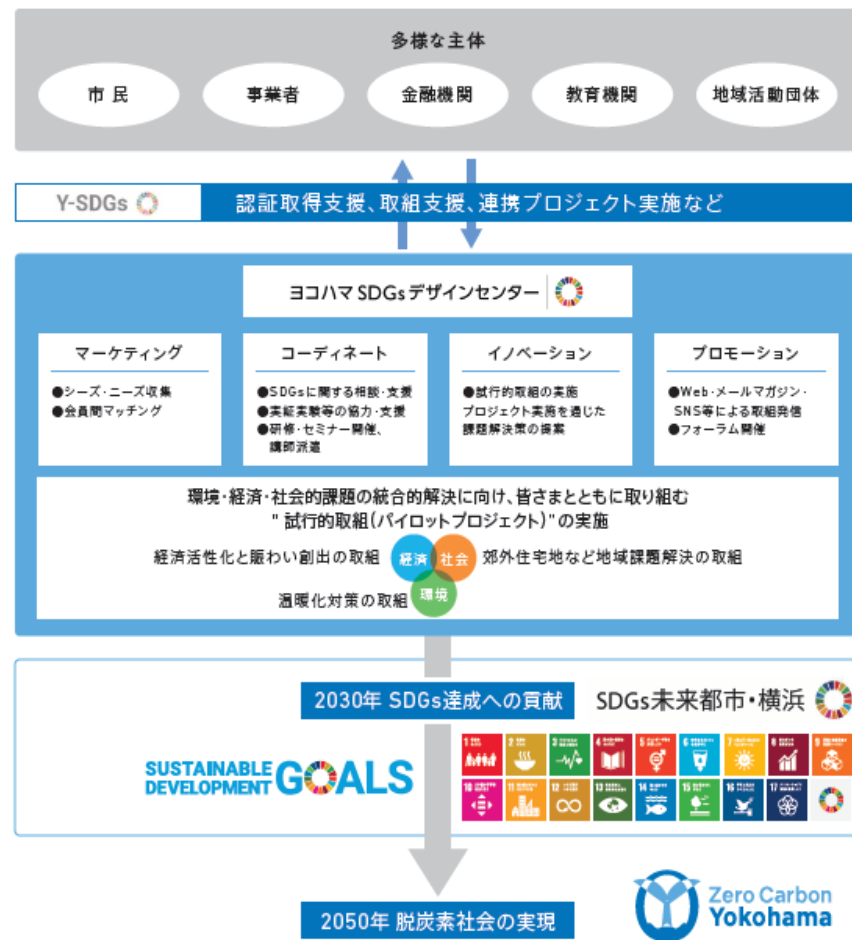 多様な主体
市民
事業者
金融機関
教育機関
地域活動団体
Y-SDGs
認証取得支援、取組支援、連携プロジェクト実施など
ヨコハマSDGsデザインセンター
マーケティング
●シーズ・ニーズ収集
●会員間マッチング
コーディネート
●SDGsに関する相談・支援
●実証実験等の協力・支援
●研修・セミナー開催、
講師派遣
イノベーション
●試行的取組の実施
プロジェクト実施を通じた
課題解決策の提案
プロモーション
●Web・メールマガジン・
SNS等による取組発信
●フォーラム開催
環境・経済・社会的課題の統合的解決に向け、皆さまとともに取り組む
"試行的取組(パイロットプロジェクト)"の実施
経済活性化と賑わい創出の取組
経済
社会
郊外住宅地など地域課題解決の取組
温暖化対策の取組
環境
2030年 SDGs達成への貢献
SDGs未来都市・横浜
SUSTAINABLE
DEVELOPMENT
GOALS
1
2
3
4
5
6
7
8
9
10
11
12
13
14
15
16
17
2050年 脱炭素社会の実現
Zero Carbon
Yokohama